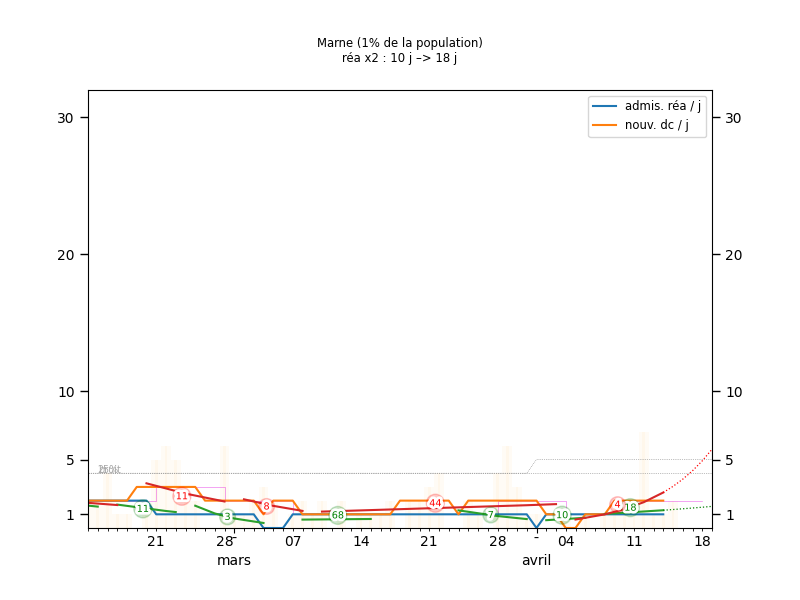 Marne (1% de la population)
réa x2 : 10 j –> 18 j
admis. réa / j
nouv. dc / j
30 30
20 20
10 10
5 5
1 1
11 11 3 8 68 44 7 10 4 18
21 28 07 14 21 28 04 11 18
mars avril